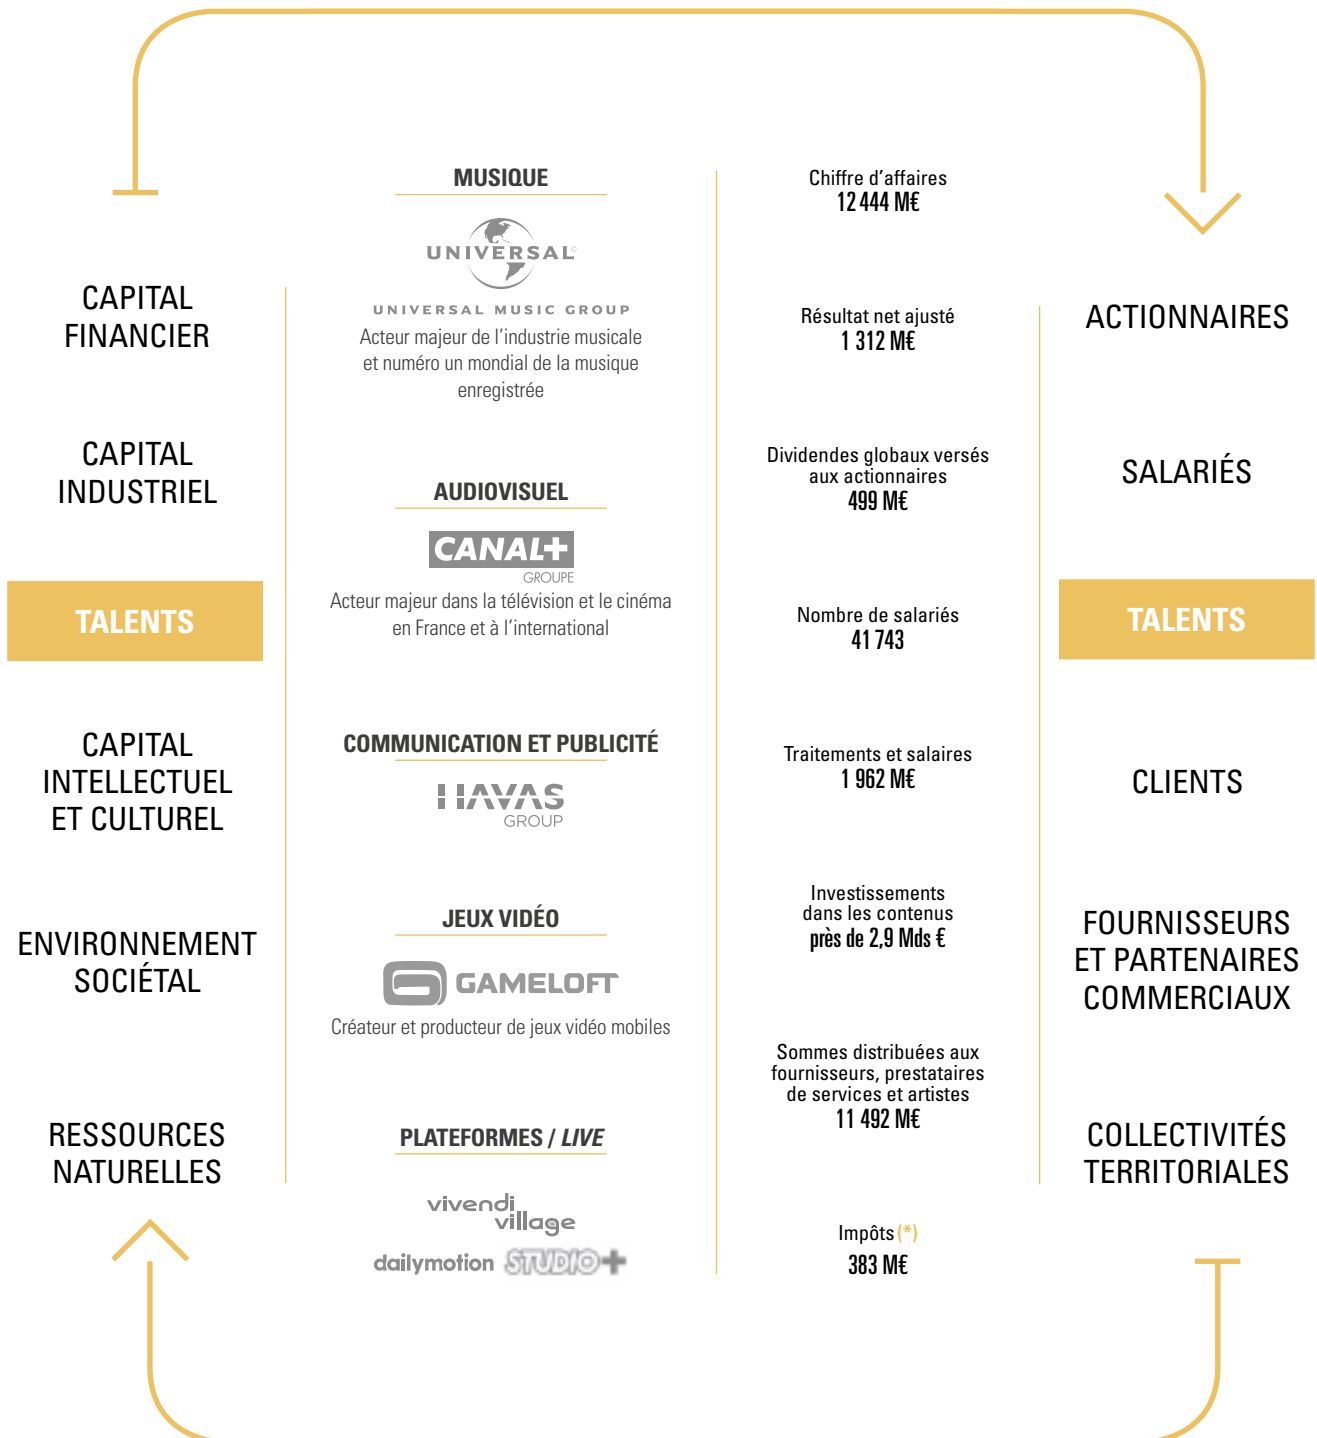 CAPITAL
FINANCIER
CAPITAL
INDUSTRIEL
TALENTS
CAPITAL
INTELLECTUEL
ET CULTUREL
ENVIRONNEMENT
SOCIÉTAL
RESSOURCES
NATURELLES
MUSIQUE
UNIVERSAL
UNIVERSAL MUSIC GROUP
Acteur majeur de l’industrie musicale
et numéro un mondial de la musique
enregistrée
AUDIOVISUEL
CANAL+
GROUPE
Acteur majeur dans la télévision et le cinéma
en France et à l’international
COMMUNICATION ET PUBLICITÉ
HAVAS
GROUP
JEUX VIDÉO
GAMELOFT
Créateur et producteur de jeux vidéo mobiles
PLATEFORMES / LIVE
vivendi
village
dailymotion STUDIO+
Chiffre d’affaires
12 444 M€
Résultat net ajusté
1 312 M€
Dividendes globaux versés
aux actionnaires
499 M€
Nombre de salariés
41 743
Traitements et salaires
1 962 M€
Investissements
dans les contenus
près de 2,9 Mds €
Sommes distribuées aux
fournisseurs, prestataires
de services et artistes
11 492 M€
Impôts (*)
383 M€
ACTIONNAIRES
SALARIÉS
TALENTS
CLIENTS
FOURNISSEURS
ET PARTENAIRES
COMMERCIAUX
COLLECTIVITÉS
TERRITORIALES